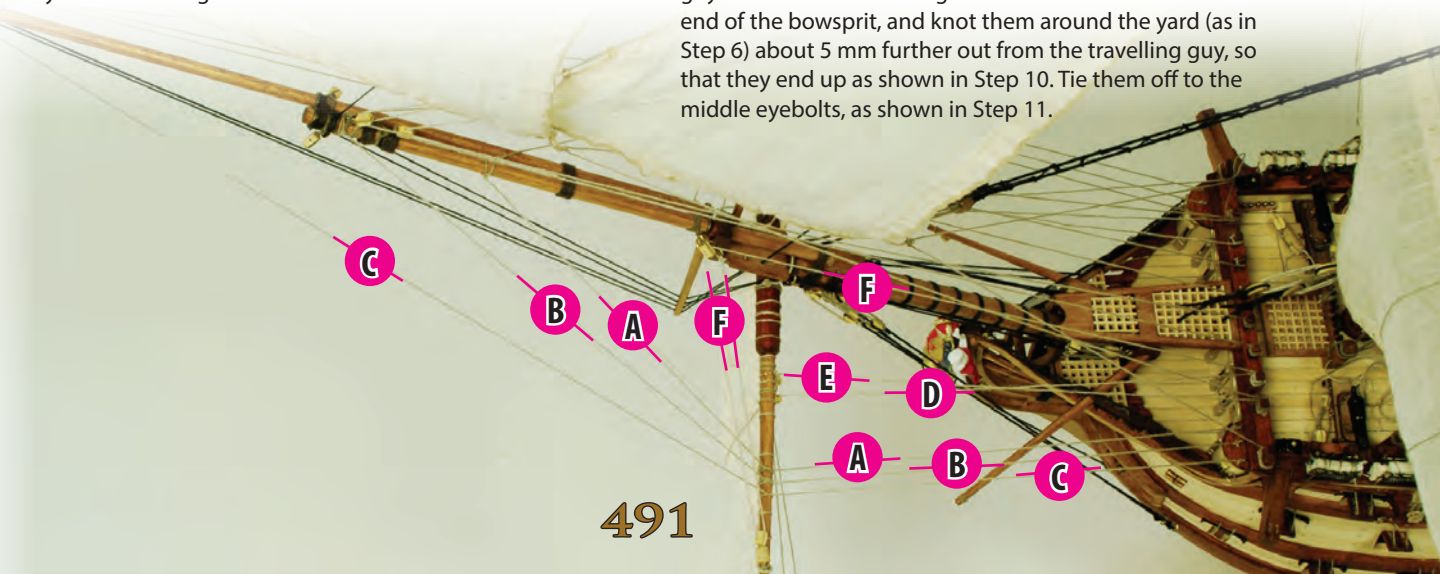 end of the bowsprit, and knot them around the yard (as in
Step 6) about 5 mm further out from the travelling guy, so
that they end up as shown in Step 10. Tie them off to the
middle eyebolts, as shown in Step 11.
C
B
A
F
F
E
D
A
B
C
491